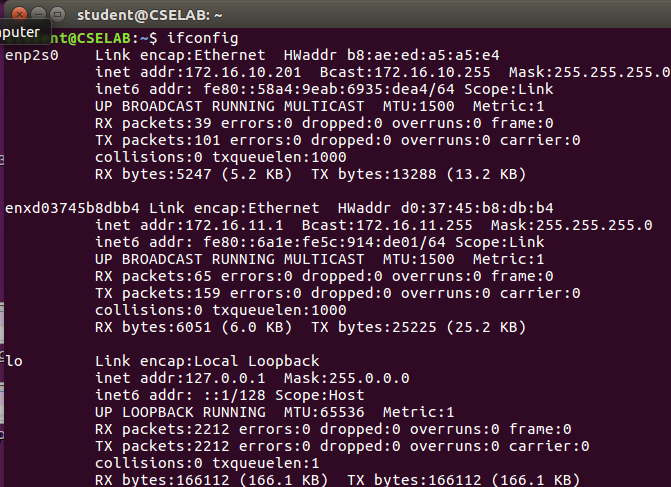 student@CSELAB: ~
puter
nt@CSELAB:~$ ifconfig
enp2s0 Link encap:Ethernet HWaddr b8:ae:ed:a5:a5:e4
inet addr:172.16.10.201 Bcast:172.16.10.255 Mask:255.255.255.0
inet6 addr: fe80::58a4:9eab:6935:dea4/64 Scope:Link
UP BROADCAST RUNNING MULTICAST MTU:1500 Metric:1
RX packets:39 errors:0 dropped:0 overruns:0 frame:0
TX packets:101 errors:0 dropped:0 overruns:0 carrier:0
collisions:0 txqueuelen:1000
RX bytes:5247 (5.2 KB) TX bytes:13288 (13.2 KB)
enxd03745b8dbb4 Link encap:Ethernet HWaddr d0:37:45:b8:db:b4
inet addr:172.16.11.1 Bcast:172.16.11.255 Mask:255.255.255.0
inet6 addr: fe80::6a1e:fe5c:914:de01/64 Scope:Link
UP BROADCAST RUNNING MULTICAST MTU:1500 Metric:1
RX packets:65 errors:0 dropped:0 overruns:0 frame:0
TX packets:159 errors:0 dropped:0 overruns:0 carrier:0
collisions:0 txqueuelen:1000
RX bytes:6051 (6.0 KB) TX bytes:25225 (25.2 KB)
lo Link encap:Local Loopback
inet addr:127.0.0.1 Mask:255.0.0.0
inet6 addr: ::1/128 Scope:Host
UP LOOPBACK RUNNING MTU:65536 Metric:1
RX packets:2212 errors:0 dropped:0 overruns:0 frame:0
TX packets:2212 errors:0 dropped:0 overruns:0 carrier:0
collisions:0 txqueuelen:1
RX bytes:166112 (166.1 KB) TX bytes:166112 (166.1 KB)